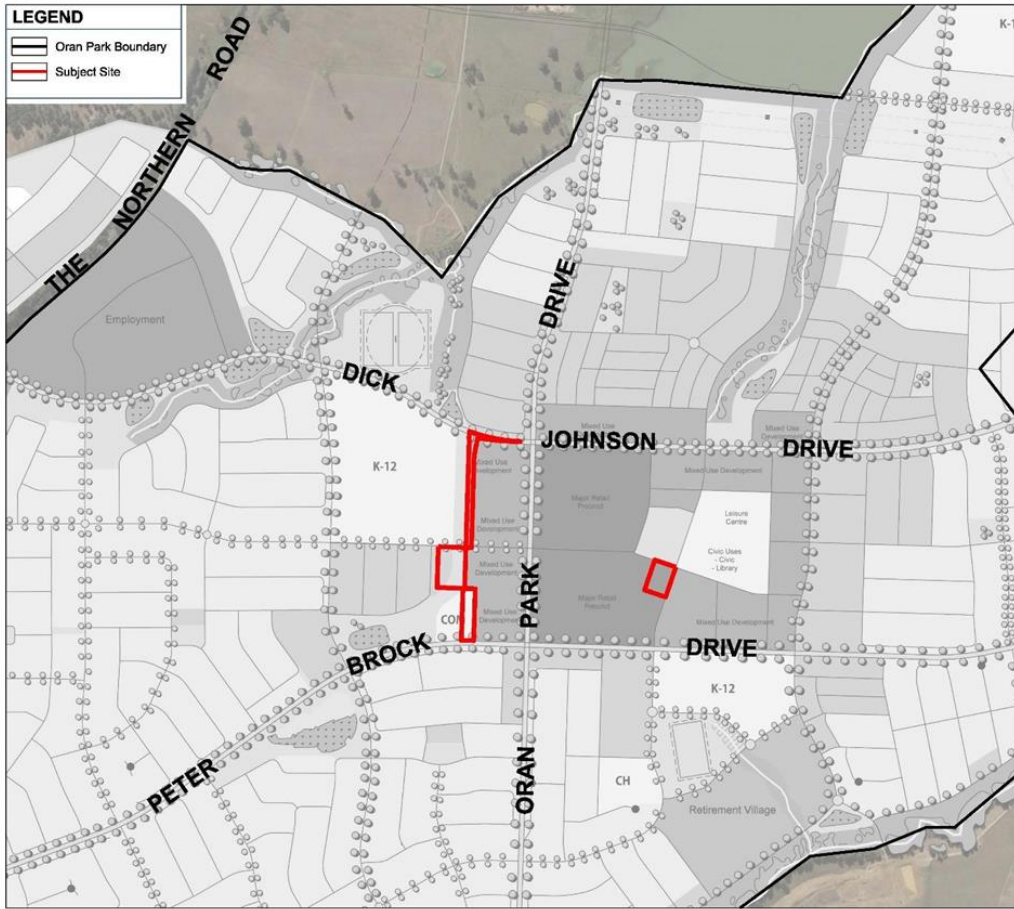 LEGEND
Oran Park Boundary
Subject Site
THE NORTHERN ROAD
K-1
Employment
DICK JOHNSON DRIVE
ORAN PARK DRIVE
PETER BROCK DRIVE
Mixed Use
Mixed Use
Mixed Use
Development
K-12
Major Retail
Precinct
Mixed Use Development
Leisure
Centre
Mixed Use
Development
Civic Uses
- Civic
- Library
Mixed Use
Development
Major Retail
Precinct
COM
Mixed Use
Mixed Use Development
K-12
CH
Retirement Village